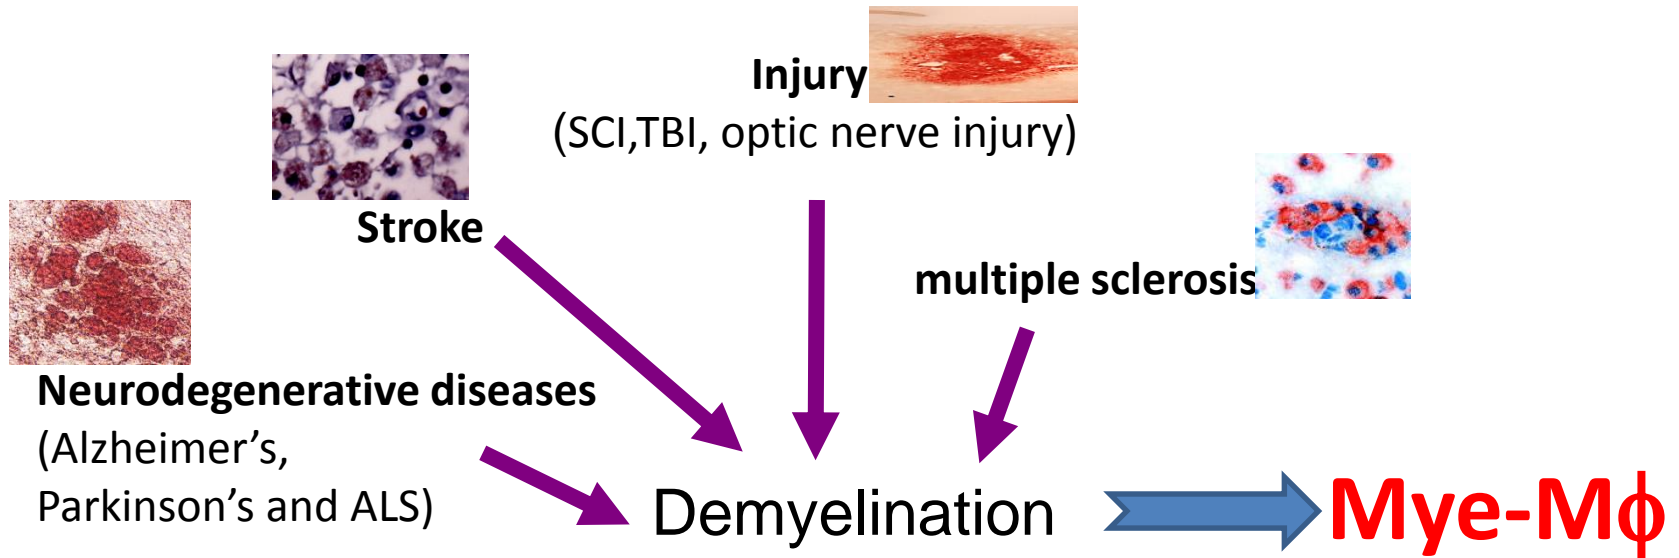 Injury
(SCI,TBI, optic nerve injury)
Stroke
multiple sclerosis
Neurodegenerative diseases
(Alzheimer’s,
Parkinson’s and ALS)
Demyelination
Mye-Mϕ